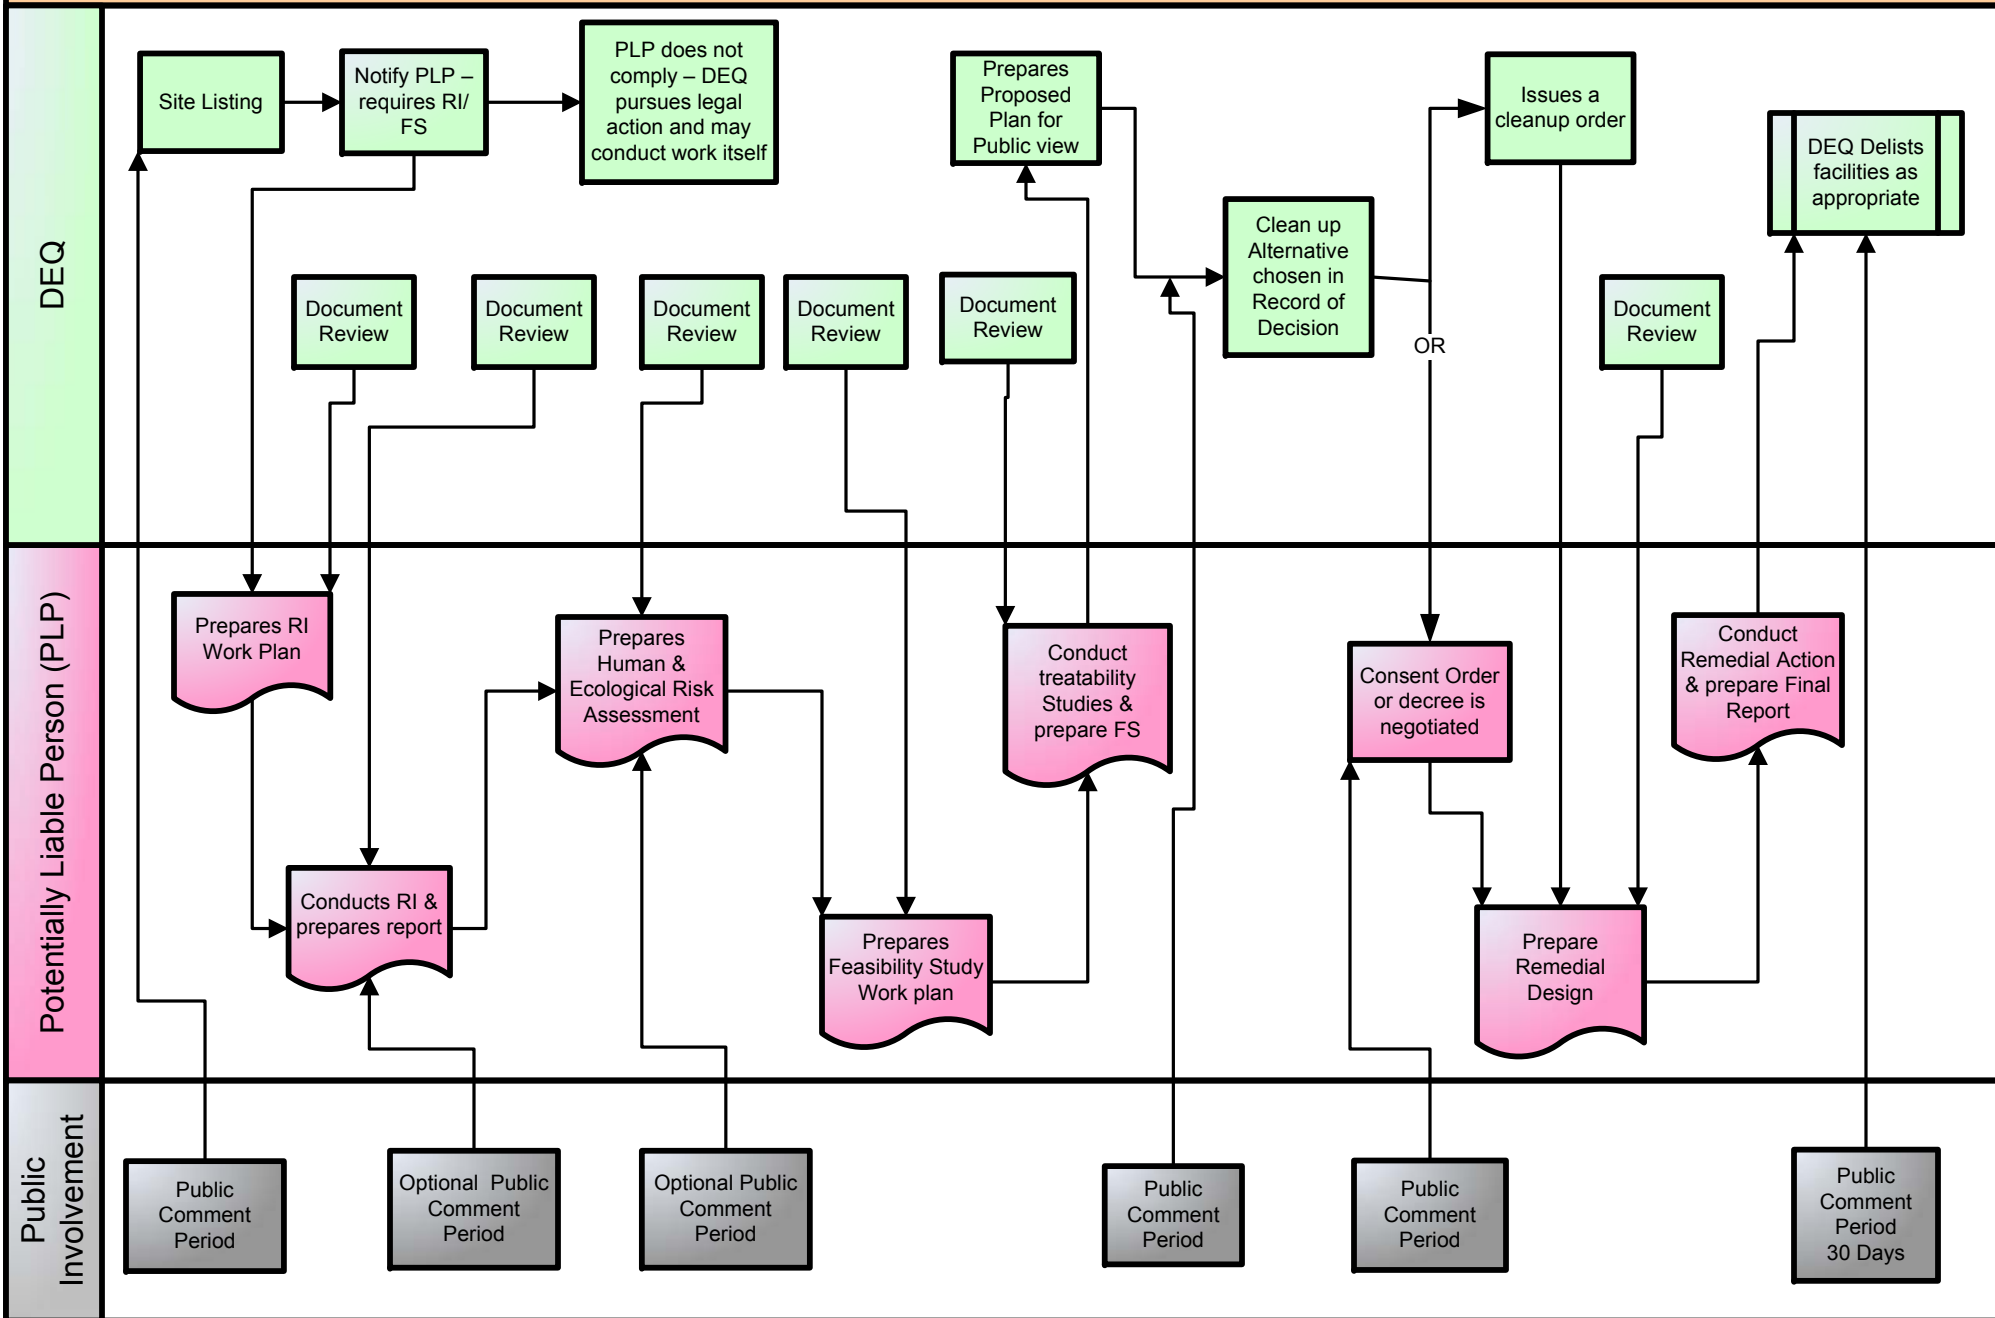 DEQ
Site Listing
Notify PLP –
requires RI/
FS
PLP does not
comply – DEQ
pursues legal
action and may
conduct work itself
Prepares
Proposed
Plan for
Public view
Issues a
cleanup order
DEQ Delists
facilities as
appropriate
Clean up
Alternative
chosen in
Record of
Decision
OR
Document
Review
Document
Review
Document
Review
Document
Review
Document
Review
Document
Review
Potentially Liable Person (PLP)
Prepares RI
Work Plan
Conducts RI &
prepares report
Prepares
Human &
Ecological Risk
Assessment
Prepares
Feasibility Study
Work plan
Conduct
treatability
Studies &
prepare FS
Consent Order
or decree is
negotiated
Prepare
Remedial
Design
Conduct
Remedial Action
& prepare Final
Report
Public
Involvement
Public
Comment
Period
Optional Public
Comment
Period
Optional Public
Comment
Period
Public
Comment
Period
Public
Comment
Period
Public
Comment
Period
30 Days